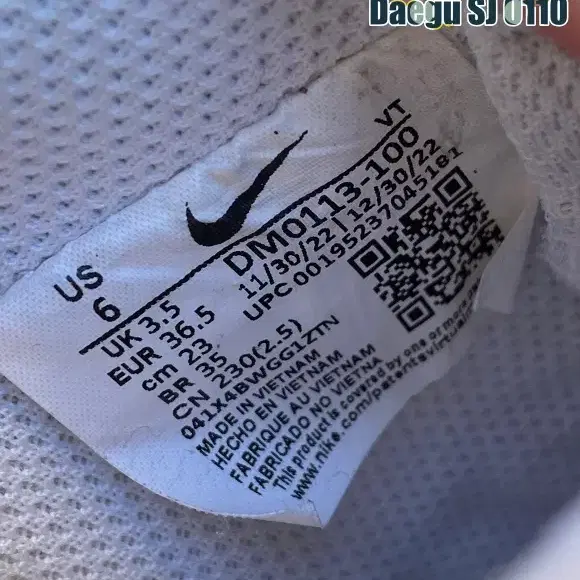 Daegu SJ 0110
VT
US
6
UK 3.5
EUR 36.5
cm 23
BR 35
CN 230(2.5)
041X4BWGG1ZTN
DM0113-100
11/30/22 | 12/30/22
UPC 00195237045181
MADE IN VIETNAM
HECHO EN VIETNAM
FABRIQUE AU VIETNAM
FABRICADO NO VIETNA
This product is covered by one or mor
www.nike.com/patents